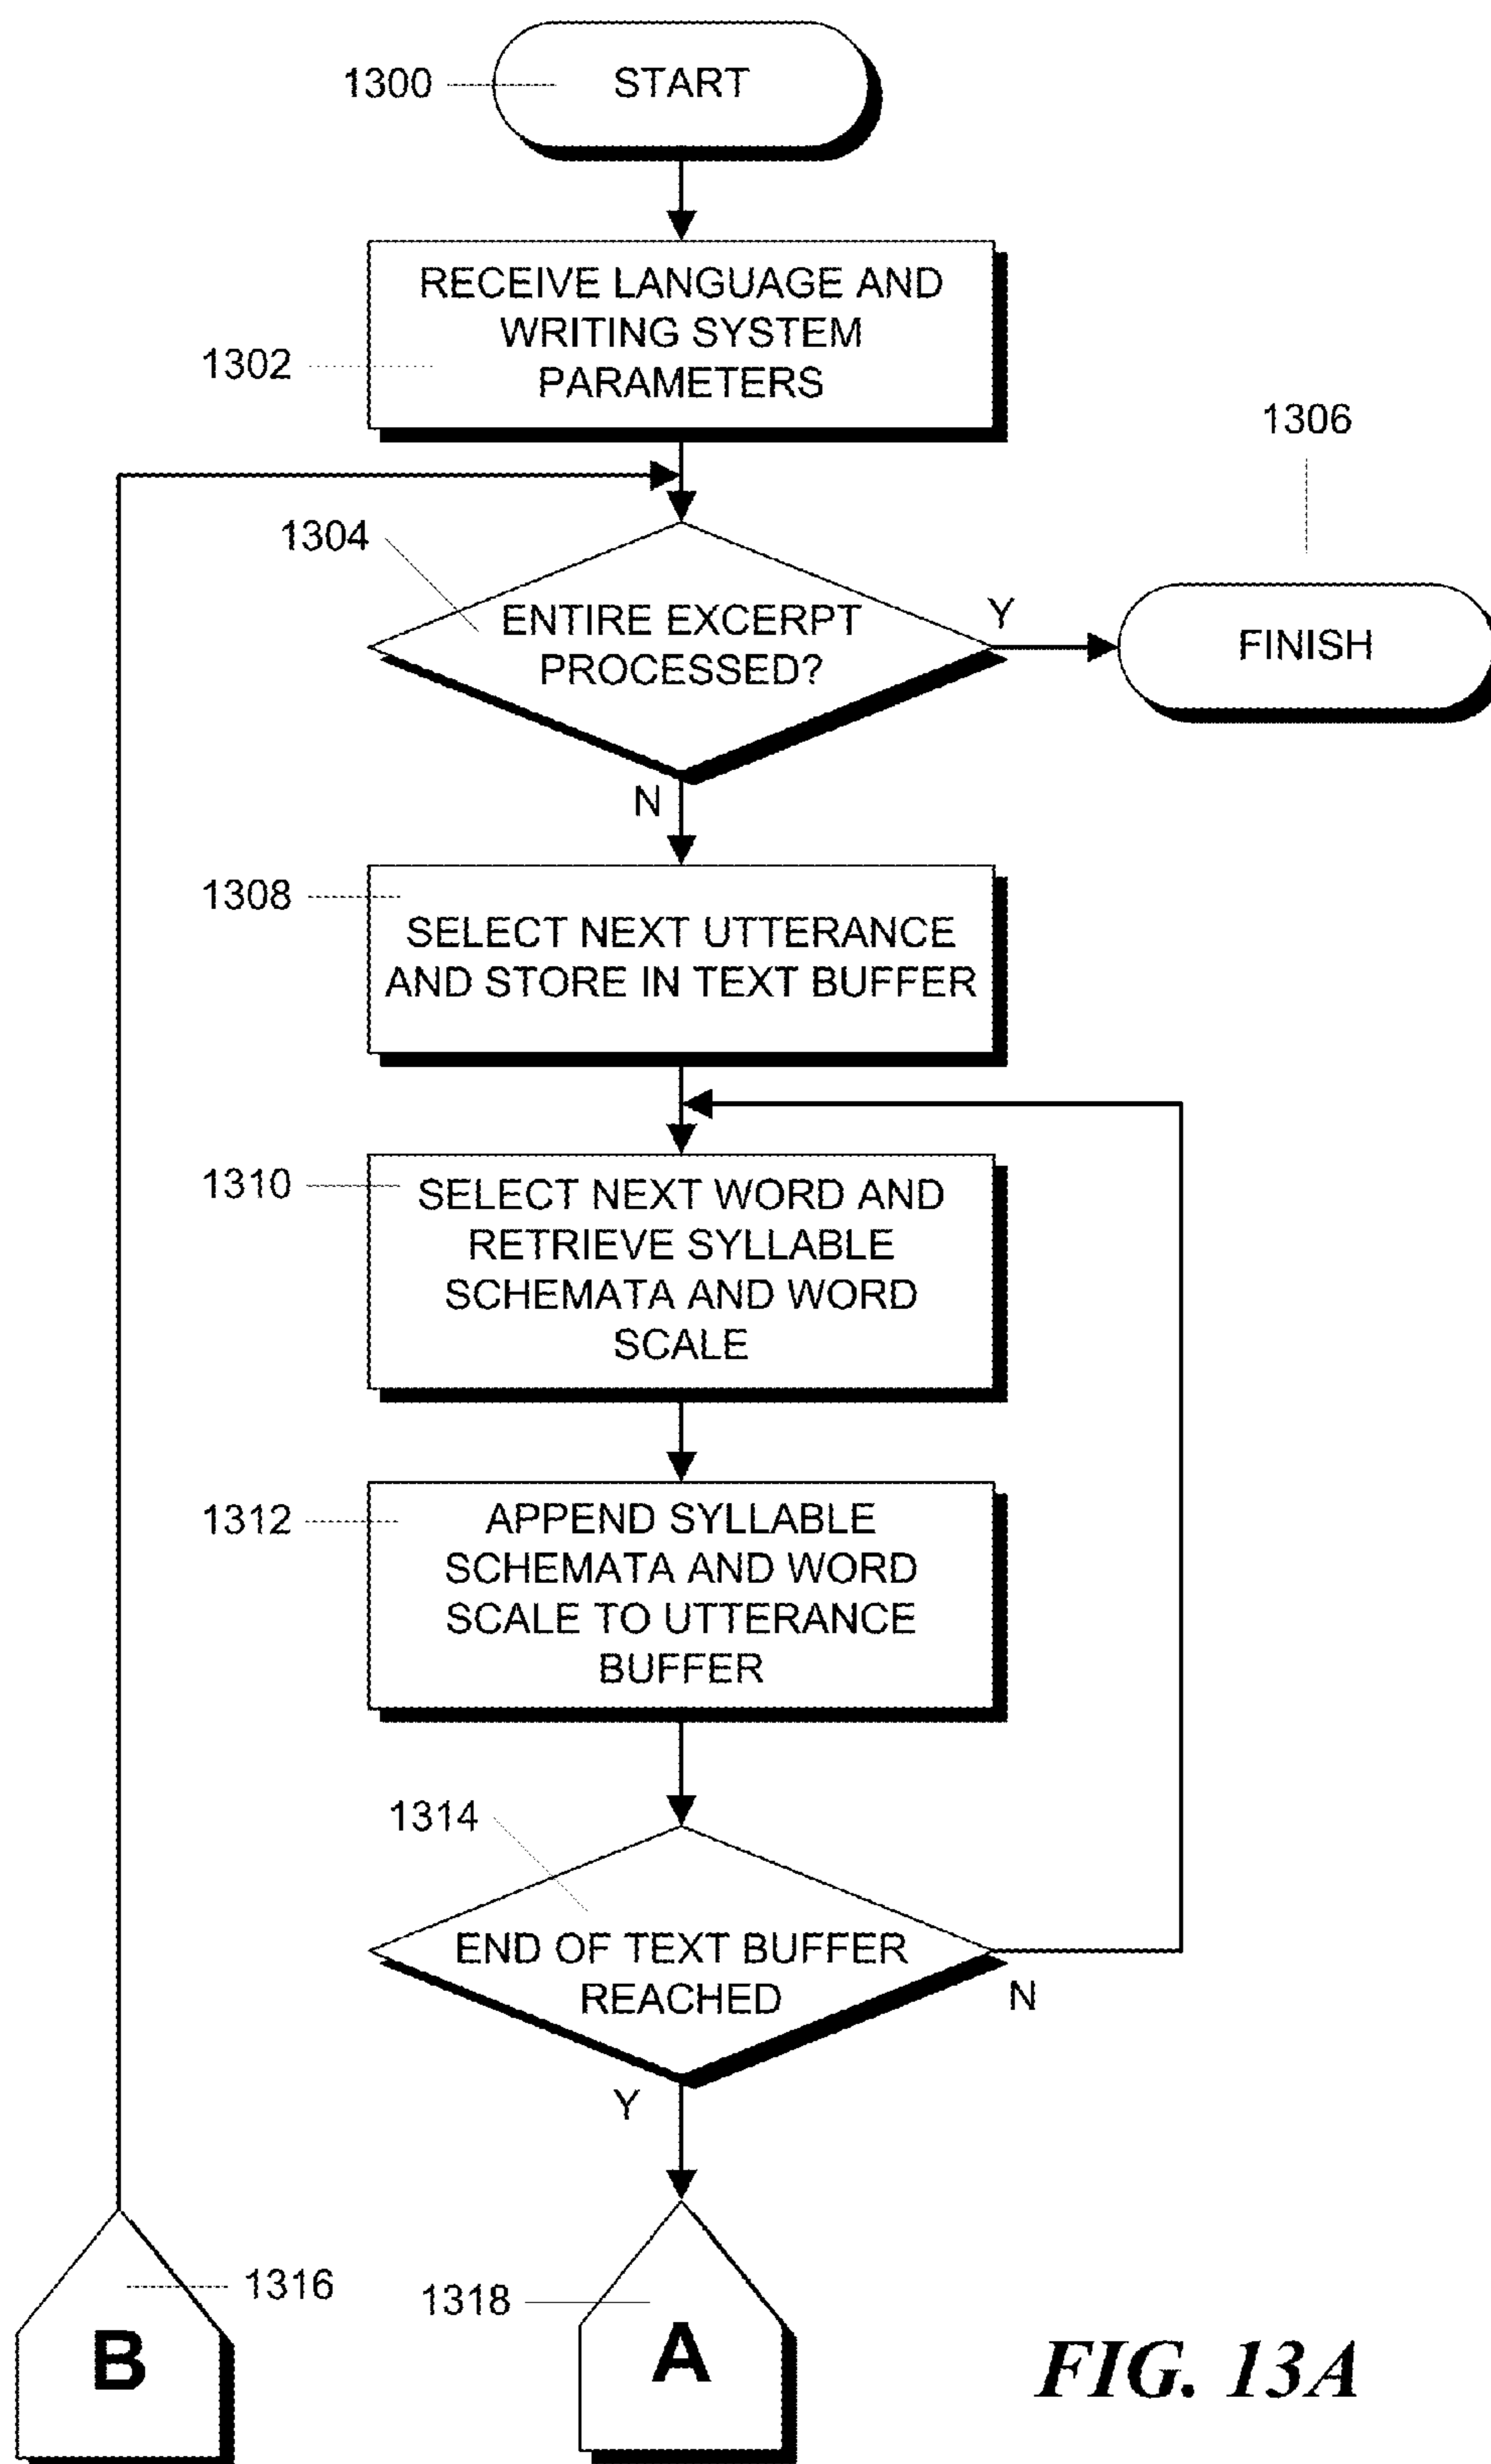 1300
START
1302
RECEIVE LANGUAGE AND
WRITING SYSTEM
PARAMETERS
1304
ENTIRE EXCERPT
PROCESSED?
Y
1306
FINISH
N
1308
SELECT NEXT UTTERANCE
AND STORE IN TEXT BUFFER
1310
SELECT NEXT WORD AND
RETRIEVE SYLLABLE
SCHEMATA AND WORD
SCALE
1312
APPEND SYLLABLE
SCHEMATA AND WORD
SCALE TO UTTERANCE
BUFFER
1314
END OF TEXT BUFFER
REACHED
N
Y
1316
B
1318
A
FIG. 13A